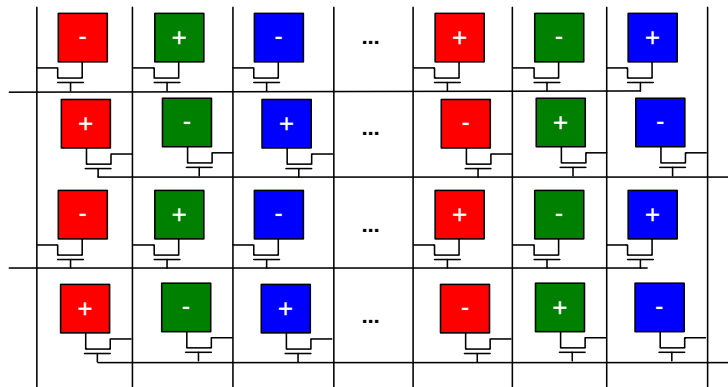 - + - ... + - +
+ - + ... - + -
- + - ... + - +
+ - + ... - + -